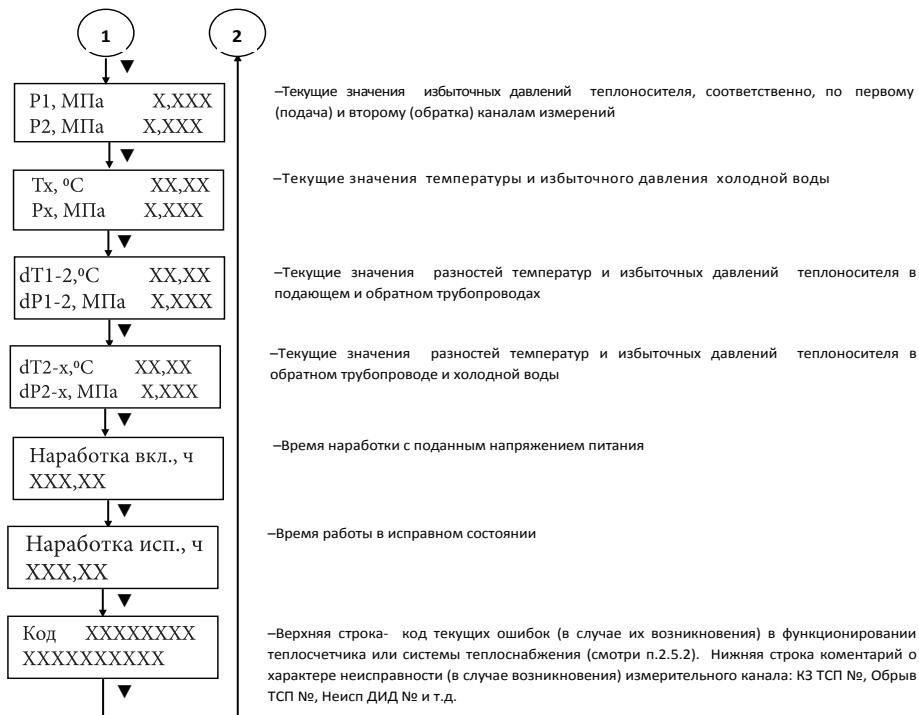 1 2
▼
P1, МПа X,XXX
P2, МПа X,XXX
–Текущие значения избыточных давлений теплоносителя, соответственно, по первому
(подача) и второму (обратка) каналам измерений
▼
Tx, ⁰C XX,XX
Px, МПа X,XXX
–Текущие значения температуры и избыточного давления холодной воды
▼
dT1-2,⁰C XX,XX
dP1-2, МПа X,XXX
–Текущие значения разностей температур и избыточных давлений теплоносителя в
подающем и обратном трубопроводах
▼
dT2-x,⁰C XX,XX
dP2-x, МПа X,XXX
–Текущие значения разностей температур и избыточных давлений теплоносителя в
обратном трубопроводе и холодной воды
▼
Наработка вкл., ч
XXX,XX
–Время наработки с поданным напряжением питания
▼
Наработка исп., ч
XXX,XX
–Время работы в исправном состоянии
▼
Код XXXXXXXX
XXXXXXXXXX
–Верхняя строка- код текущих ошибок (в случае их возникновения) в функционировании
теплосчетчика или системы теплоснабжения (смотри п.2.5.2). Нижняя строка коментарий о
характере неисправности (в случае возникновения) измерительного канала: КЗ ТСП №, Обрыв
ТСП №, Неисп ДИД № и т.д.
▼